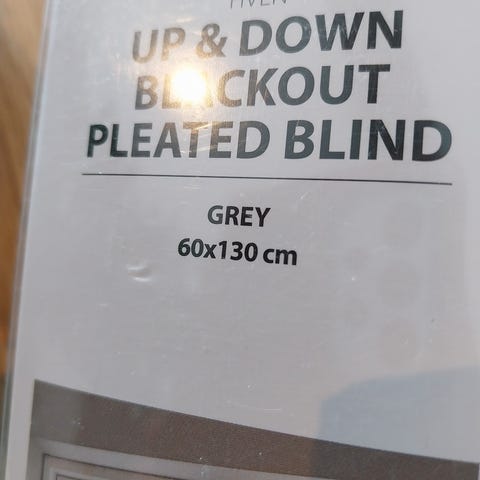 UP & DOWN
BLACKOUT
PLEATED BLIND
GREY
60x130 cm